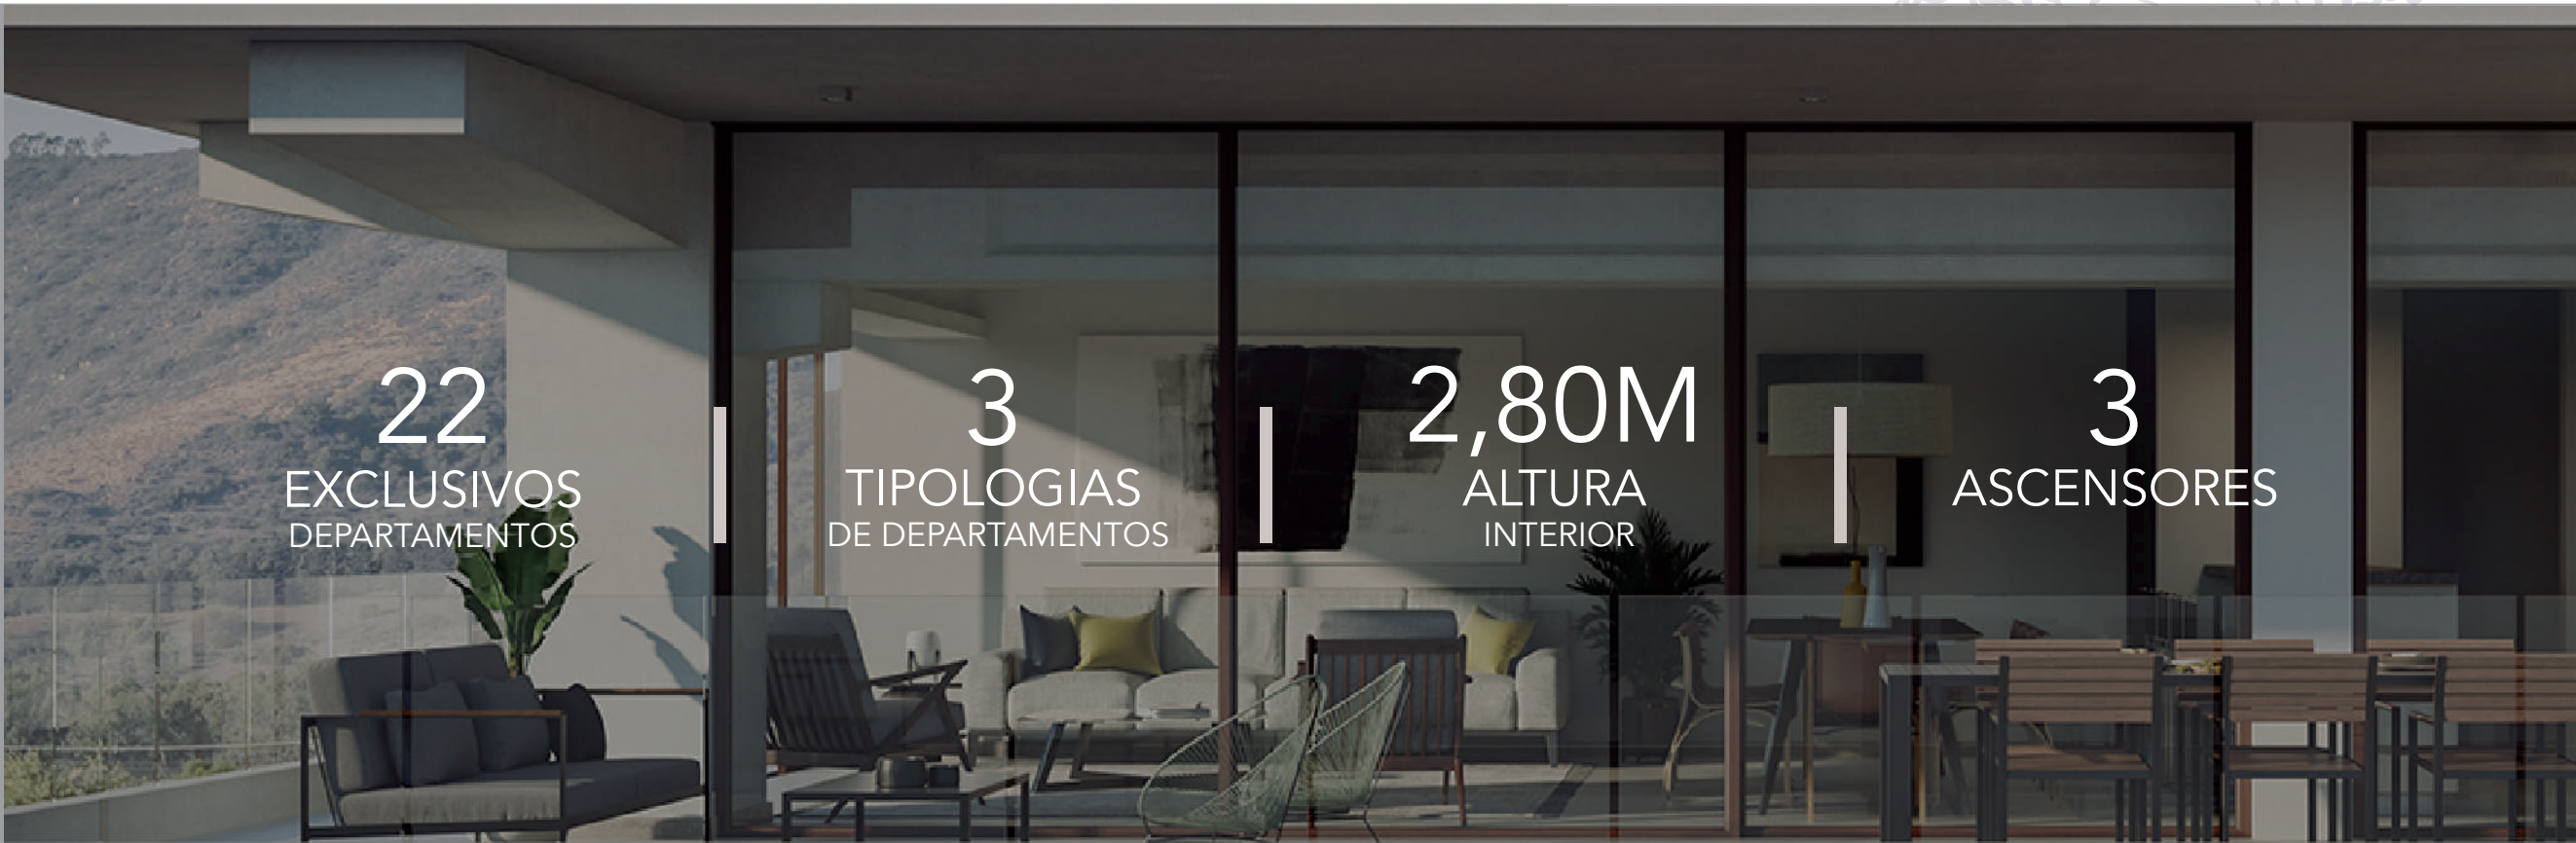 22
EXCLUSIVOS
DEPARTAMENTOS
3
TIPOLOGIAS
DE DEPARTAMENTOS
2,80M
ALTURA
INTERIOR
3
ASCENSORES